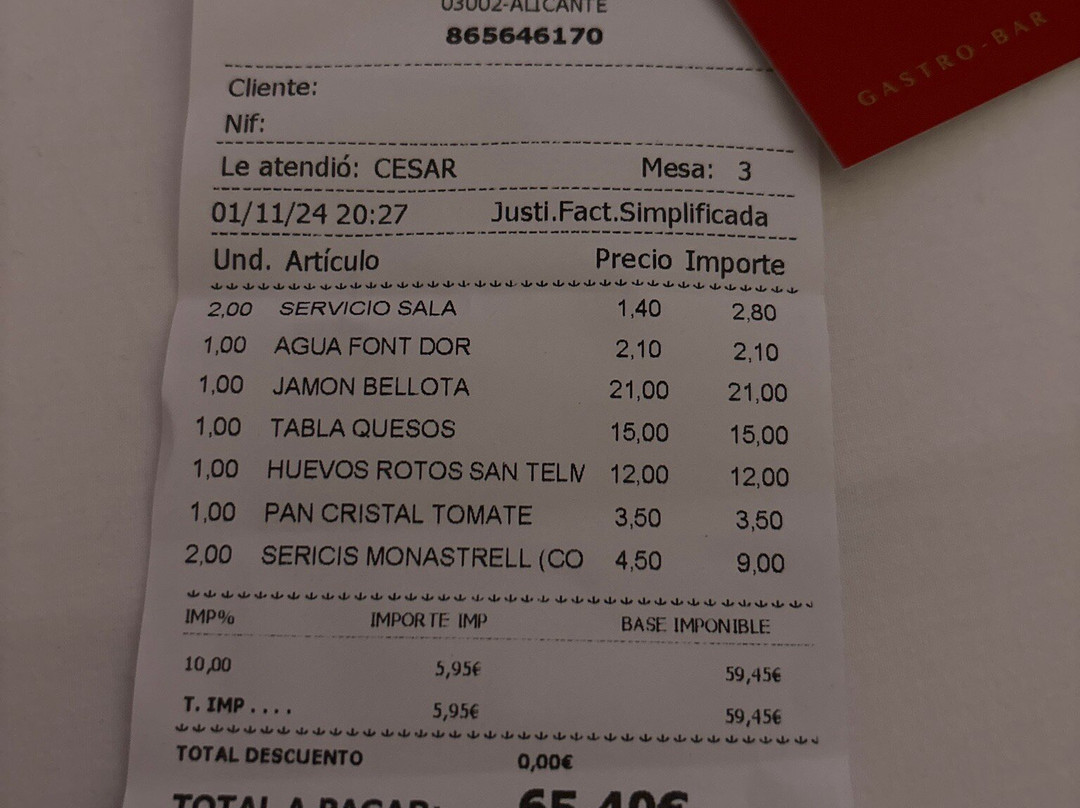 03002-ALICANTE
865646170
GASTRO-BAR
Cliente:
Nif:
Le atendió: CESAR Mesa: 3
01/11/24 20:27 Justi.Fact.Simplificada
Und. Artículo Precio Importe
2,00 SERVICIO SALA 1,40 2,80
1,00 AGUA FONT DOR 2,10 2,10
1,00 JAMON BELLOTA 21,00 21,00
1,00 TABLA QUESOS 15,00 15,00
1,00 HUEVOS ROTOS SAN TELM 12,00 12,00
1,00 PAN CRISTAL TOMATE 3,50 3,50
2,00 SERICIS MONASTRELL (CO 4,50 9,00
IMP% IMPORTE IMP BASE IMPONIBLE
10,00 5,95€ 59,45€
T. IMP.... 5,95€ 59,45€
TOTAL DESCUENTO 0,00€
TOTAL A PAGAR: 65,40€